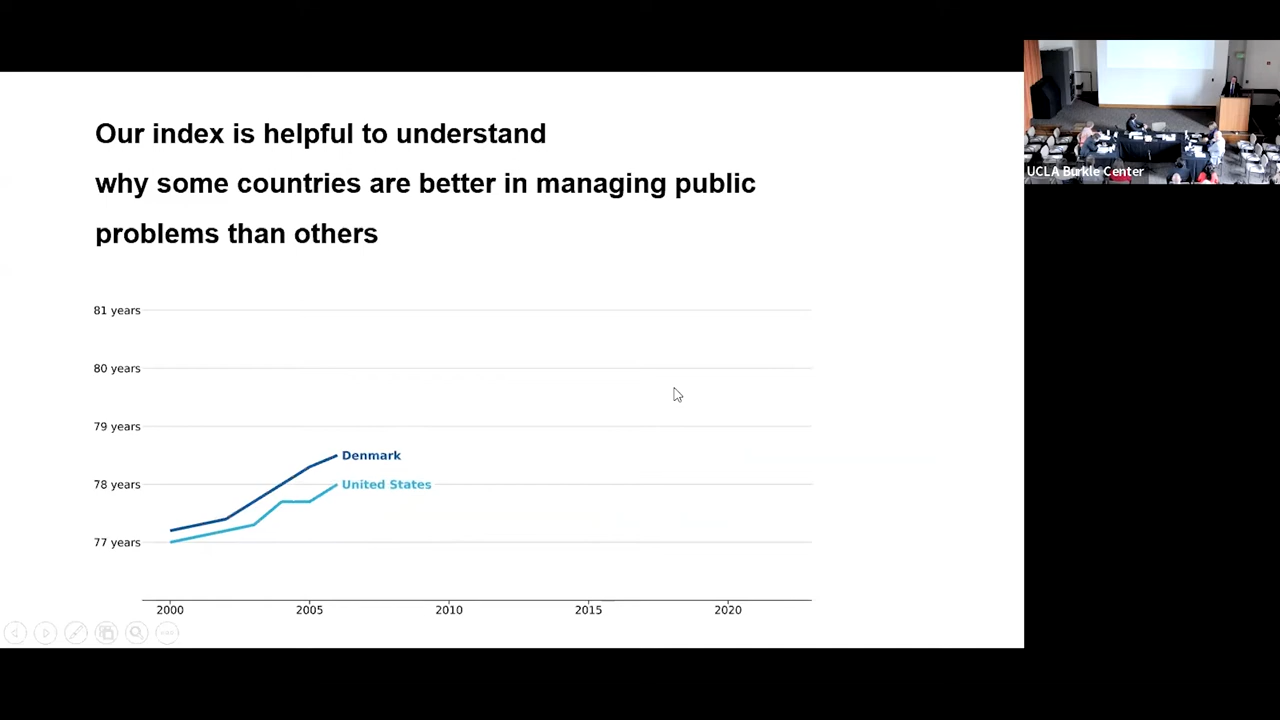 Our index is helpful to understand
why some countries are better in managing public
problems than others
UCLA Burkle Center
81 years
80 years
79 years
78 years
77 years
Denmark
United States
2000 2005 2010 2015 2020